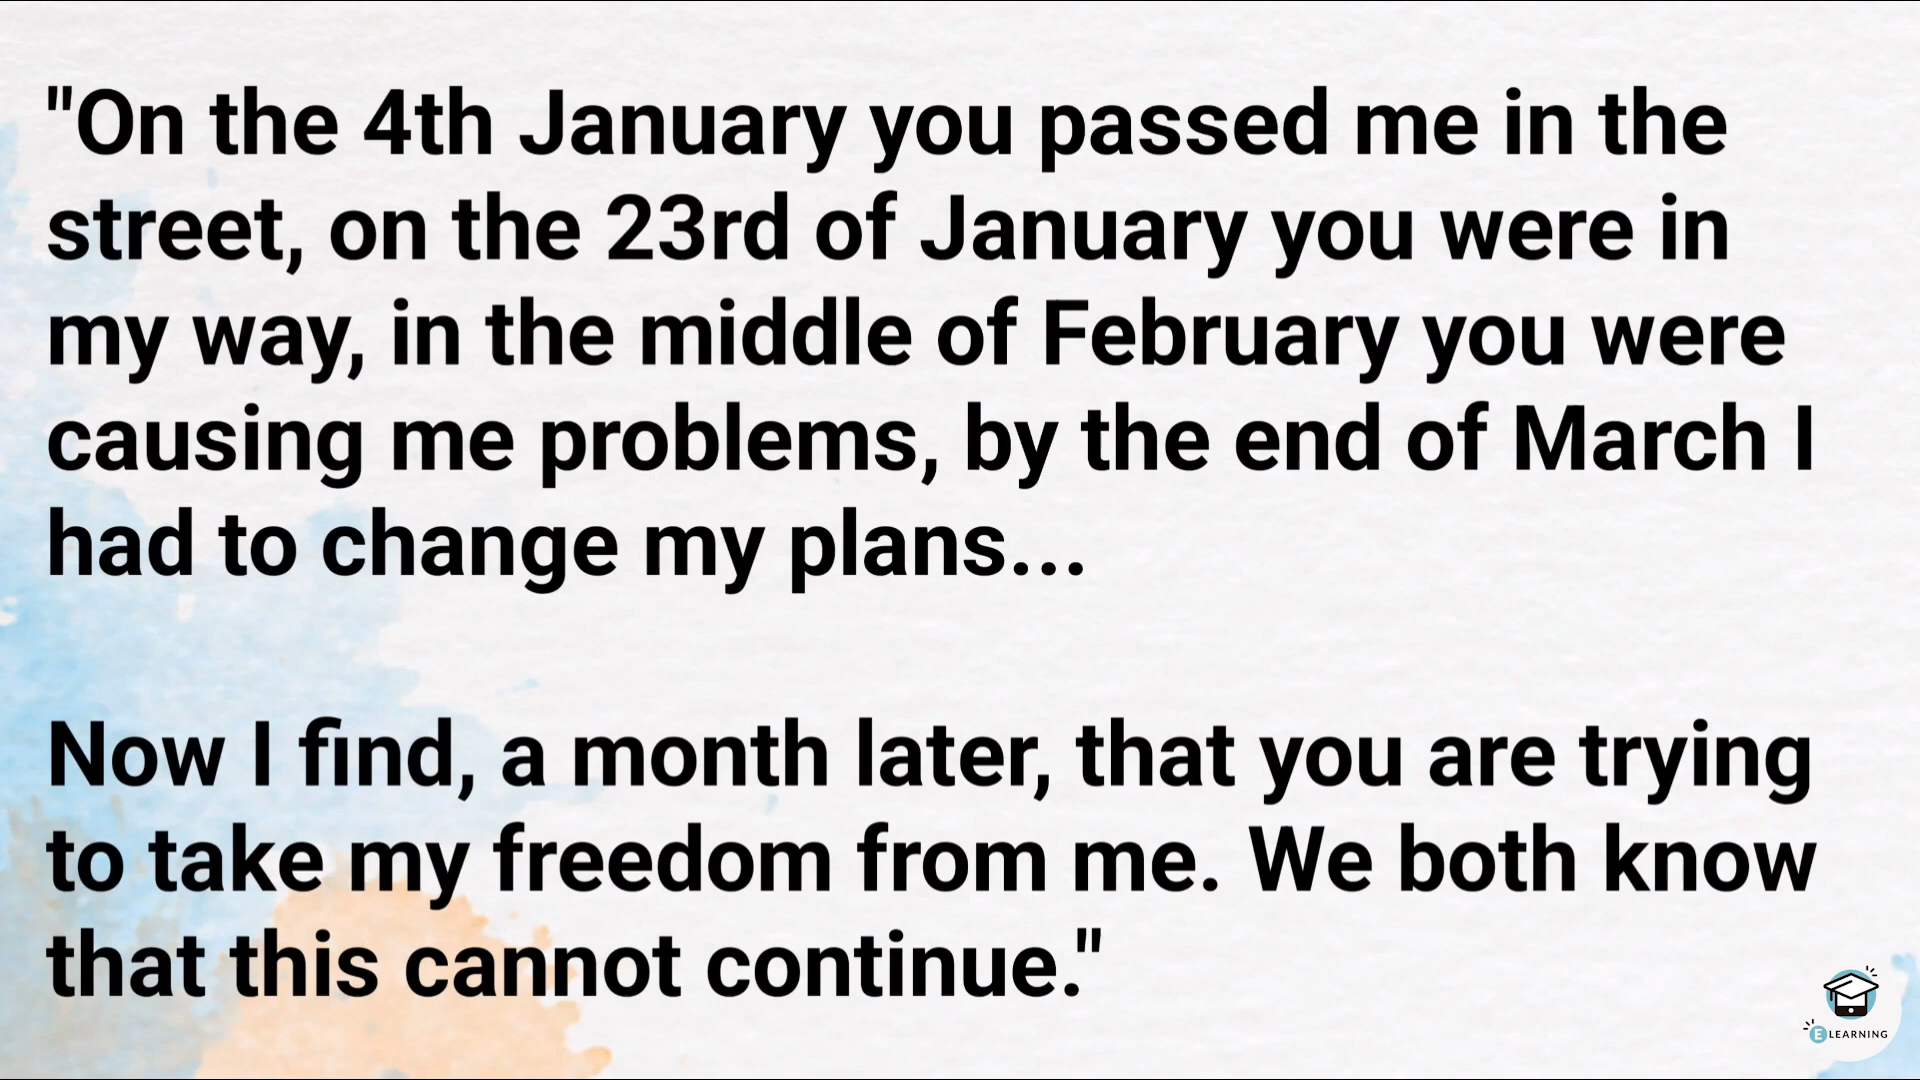 "On the 4th January you passed me in the
street, on the 23rd of January you were in
my way, in the middle of February you were
causing me problems, by the end of March I
had to change my plans...
Now I find, a month later, that you are trying
to take my freedom from me. We both know
that this cannot continue."
E LEARNING